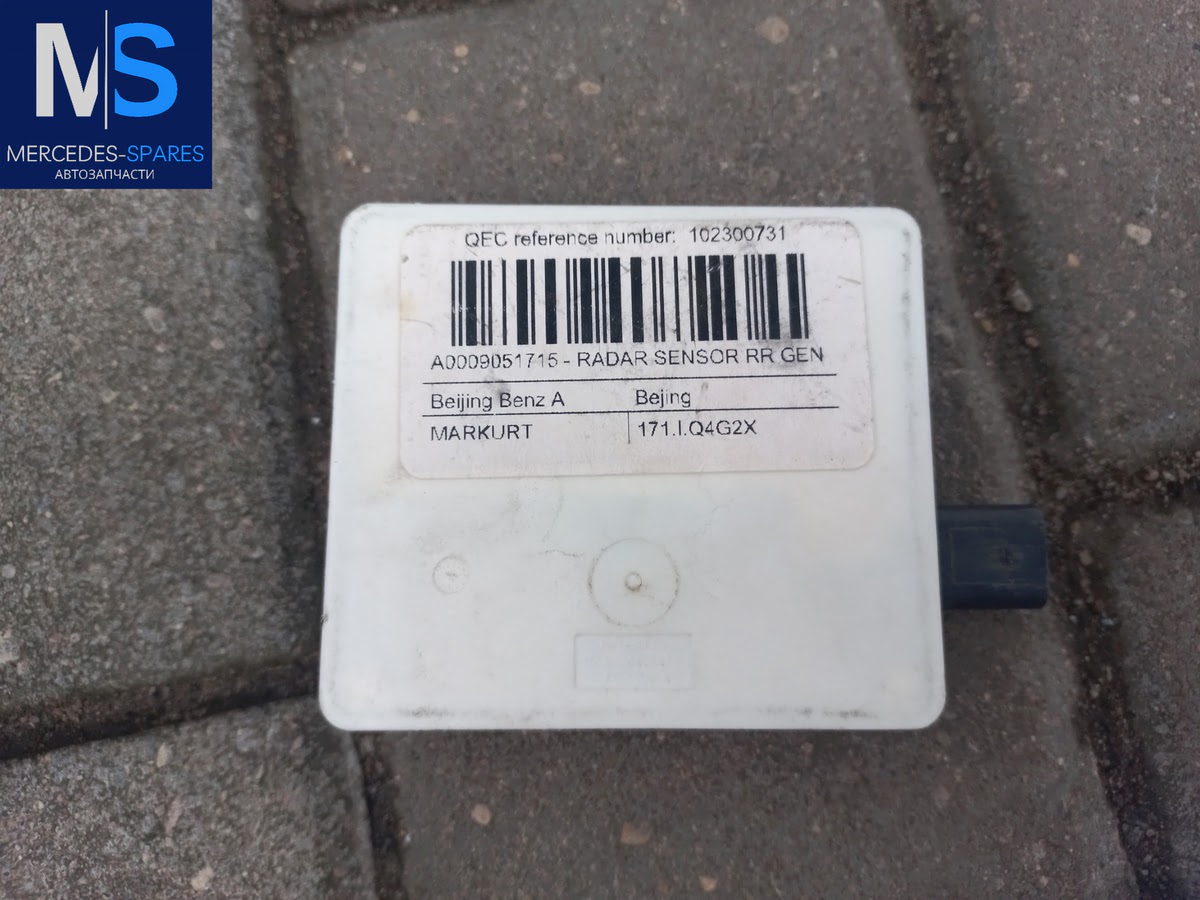 MS
MERCEDES-SPARES
АВТОЗАПЧАСТИ
QEC reference number: 102300731
A0009051715 - RADAR SENSOR RR GEN
Beijing Benz A Bejing
MARKURT 171.I.Q4G2X